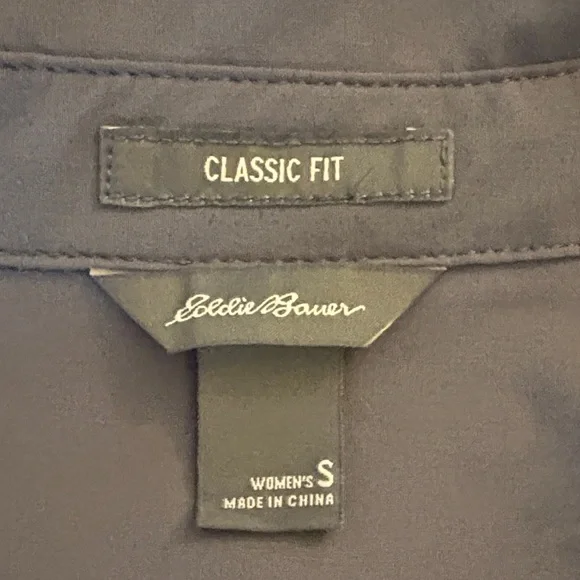 CLASSIC FIT
Eddie Bauer
WOMEN'S S
MADE IN CHINA